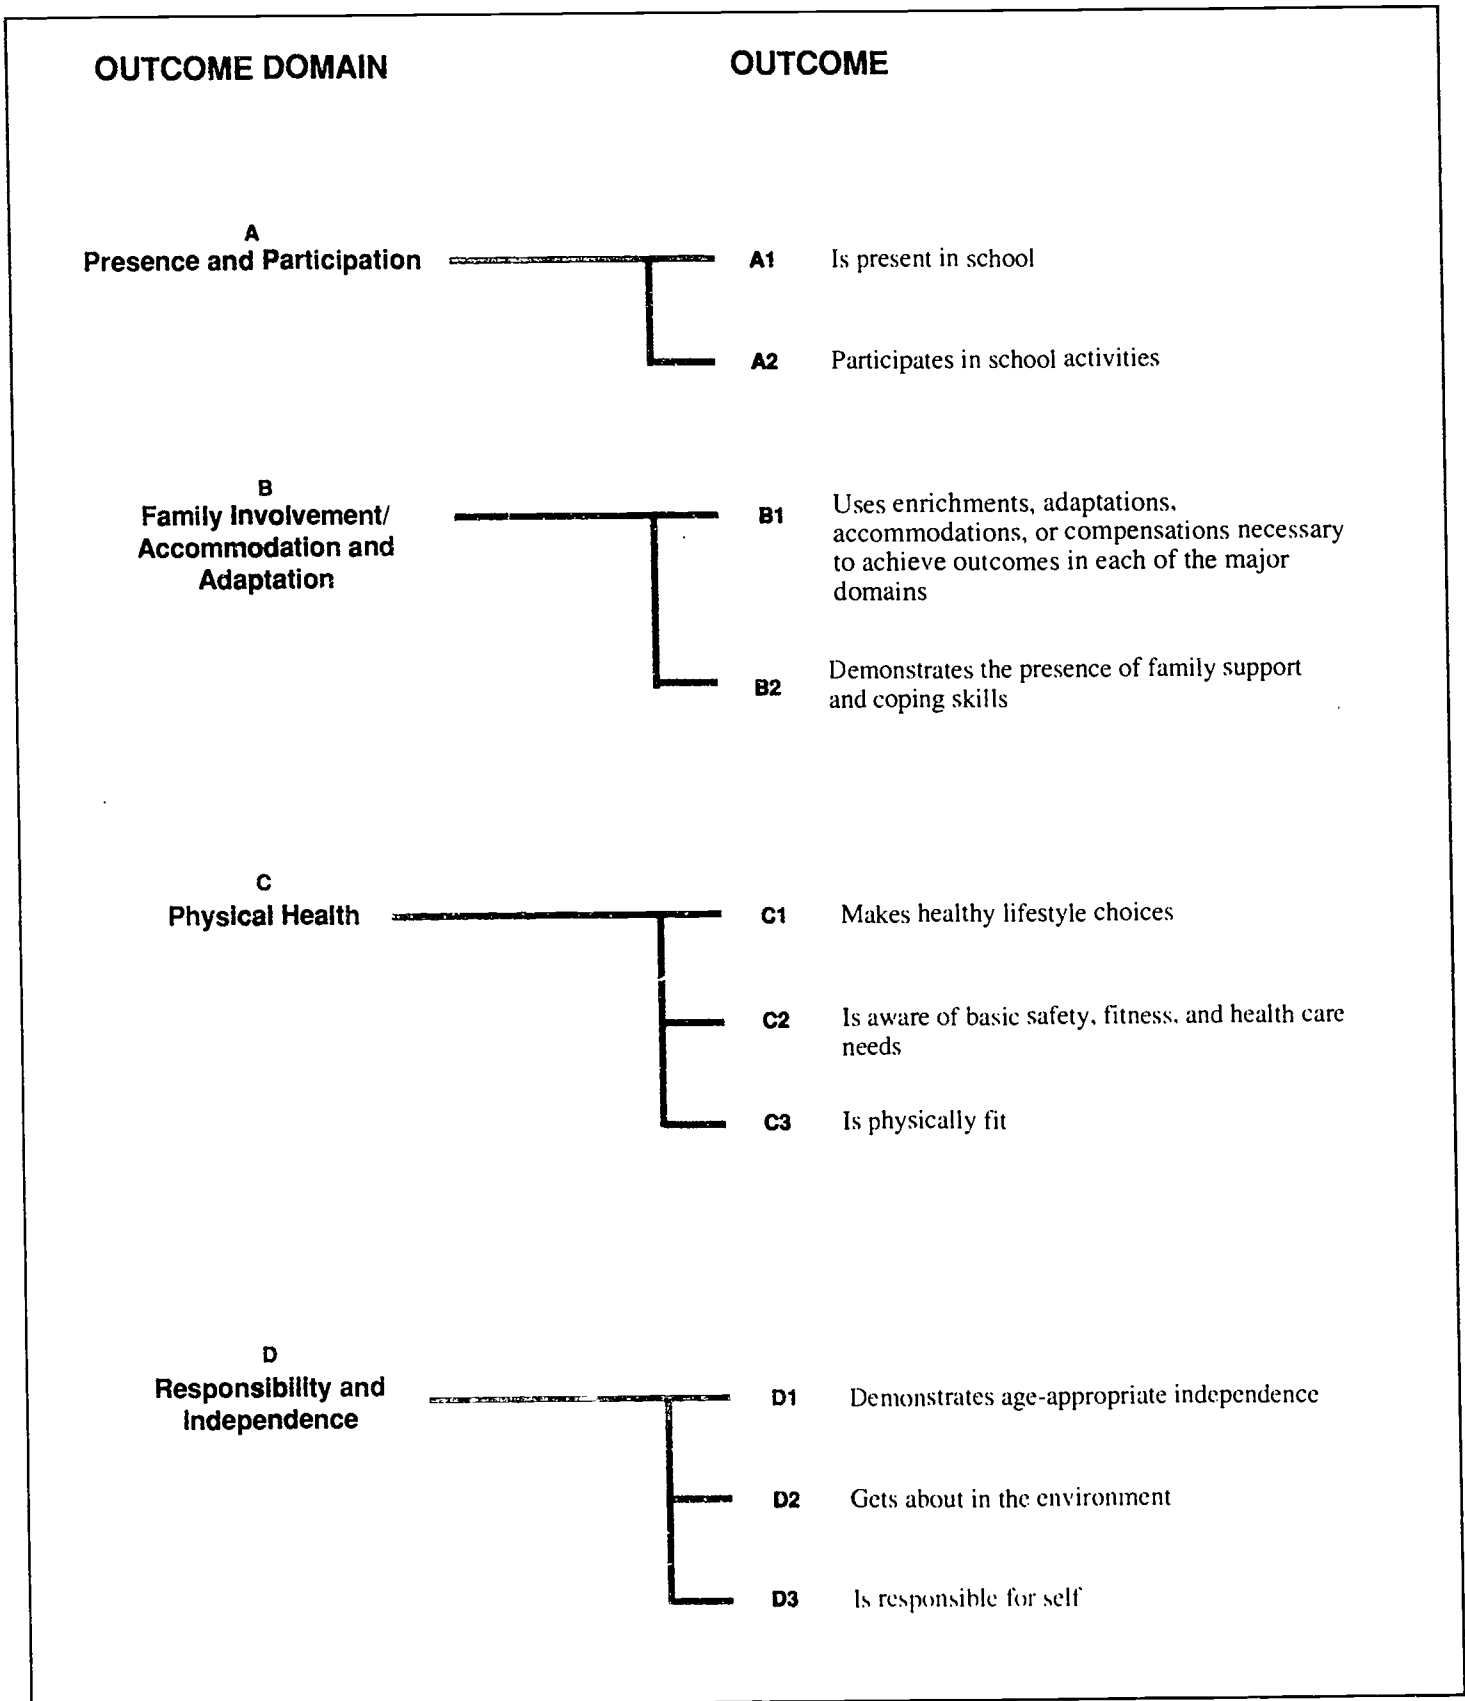 OUTCOME DOMAIN
OUTCOME
A
Presence and Participation
A1 Is present in school
A2 Participates in school activities
B
Family Involvement/
Accommodation and
Adaptation
B1 Uses enrichments, adaptations,
accommodations, or compensations necessary
to achieve outcomes in each of the major
domains
B2 Demonstrates the presence of family support
and coping skills
C
Physical Health
C1 Makes healthy lifestyle choices
C2 Is aware of basic safety, fitness, and health care
needs
C3 Is physically fit
D
Responsibility and
Independence
D1 Demonstrates age-appropriate independence
D2 Gets about in the environment
D3 Is responsible for self